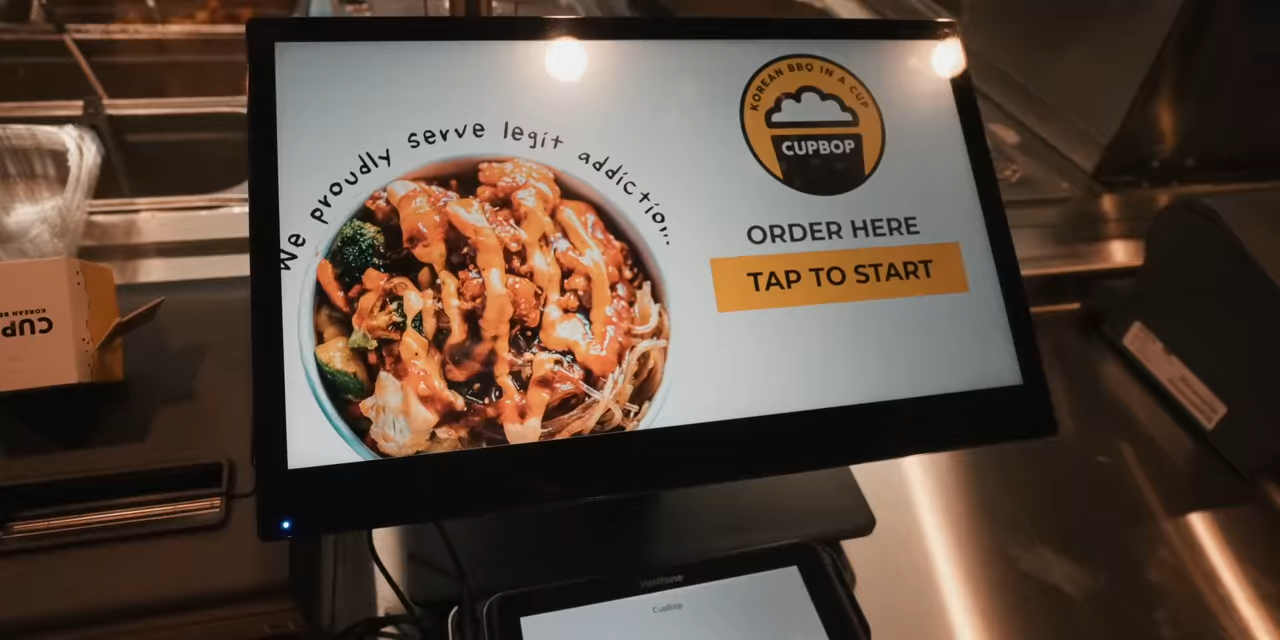 We proudly serve legit addiction..
KOREAN BBQ IN A CUP
CUPBOP
ORDER HERE
TAP TO START
CUP
KOREAN
Verifone
CupBop